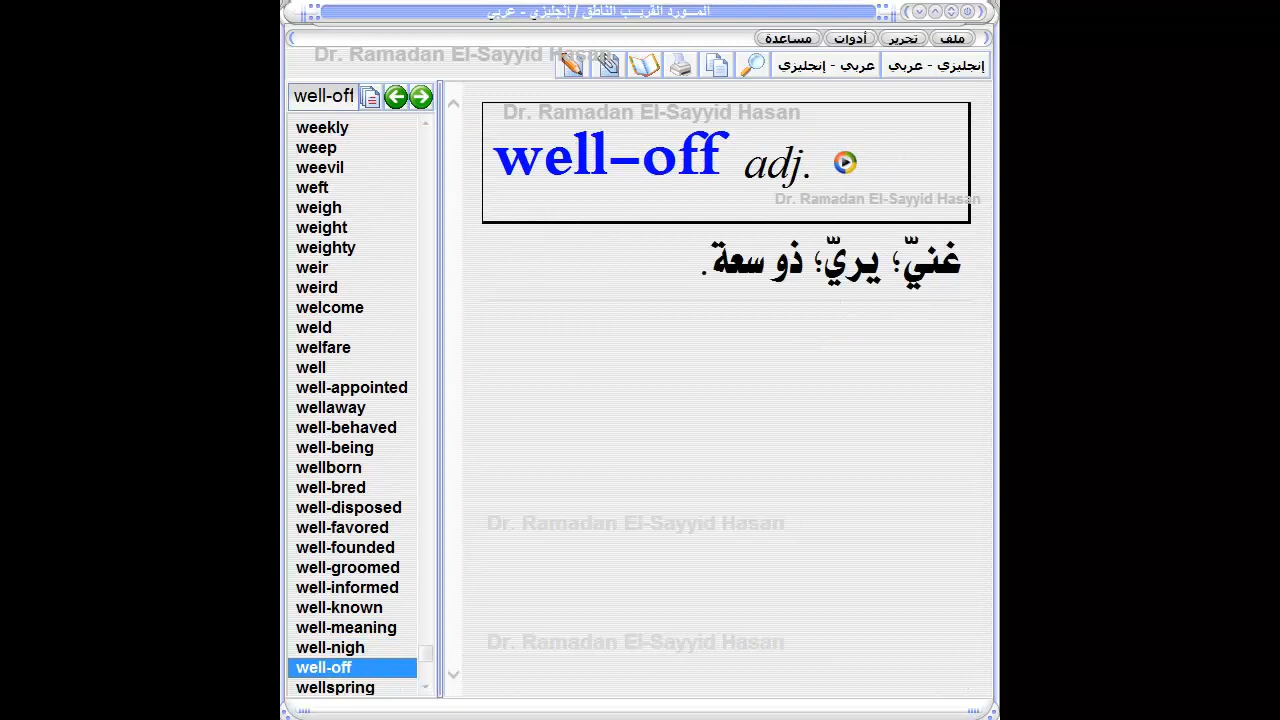 المـــورد القريـــب الناطق / إنجليزي - عربي
ملف تحرير أدوات مساعدة
Dr. Ramadan El-Sayyid Hasan
إنجليزي - عربي عربي - إنجليزي
well-off
Dr. Ramadan El-Sayyid Hasan
well-off adj.
Dr. Ramadan El-Sayyid Hasan
غنيّ؛ يريّ؛ ذو سعة.
weekly
weep
weevil
weft
weigh
weight
weighty
weir
weird
welcome
weld
welfare
well
well-appointed
wellaway
well-behaved
well-being
wellborn
well-bred
well-disposed
well-favored
well-founded
well-groomed
well-informed
well-known
well-meaning
well-nigh
well-off
wellspring
Dr. Ramadan El-Sayyid Hasan
Dr. Ramadan El-Sayyid Hasan